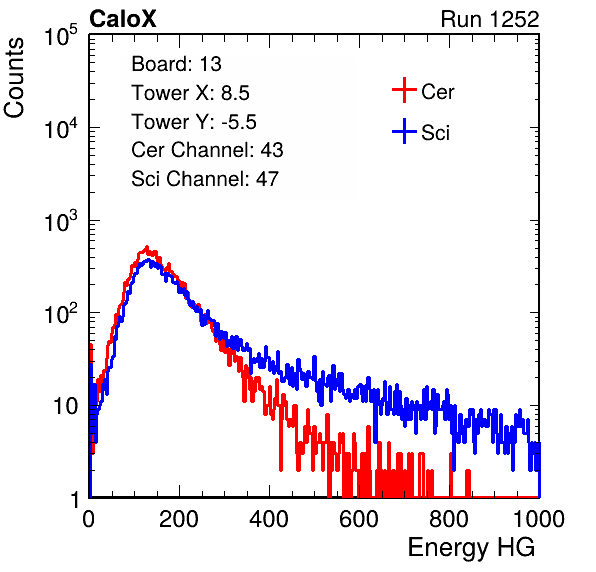 CaloX Run 1252
Counts
10^5
10^4
10^3
10^2
10
1
Board: 13
Tower X: 8.5
Tower Y: -5.5
Cer Channel: 43
Sci Channel: 47
Cer
Sci
0 200 400 600 800 1000
Energy HG